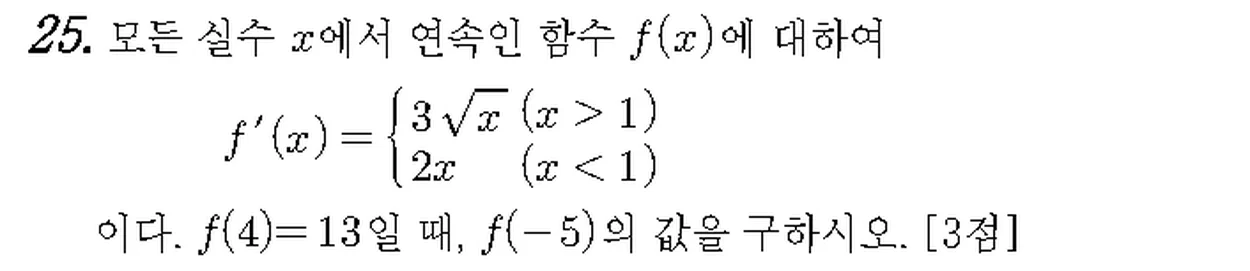 25. 모든 실수 x에서 연속인 함수 f(x)에 대하여
f′(x) = { 3√x (x > 1)
2x (x < 1)
이다. f(4)=13일 때, f(−5)의 값을 구하시오. [3점]